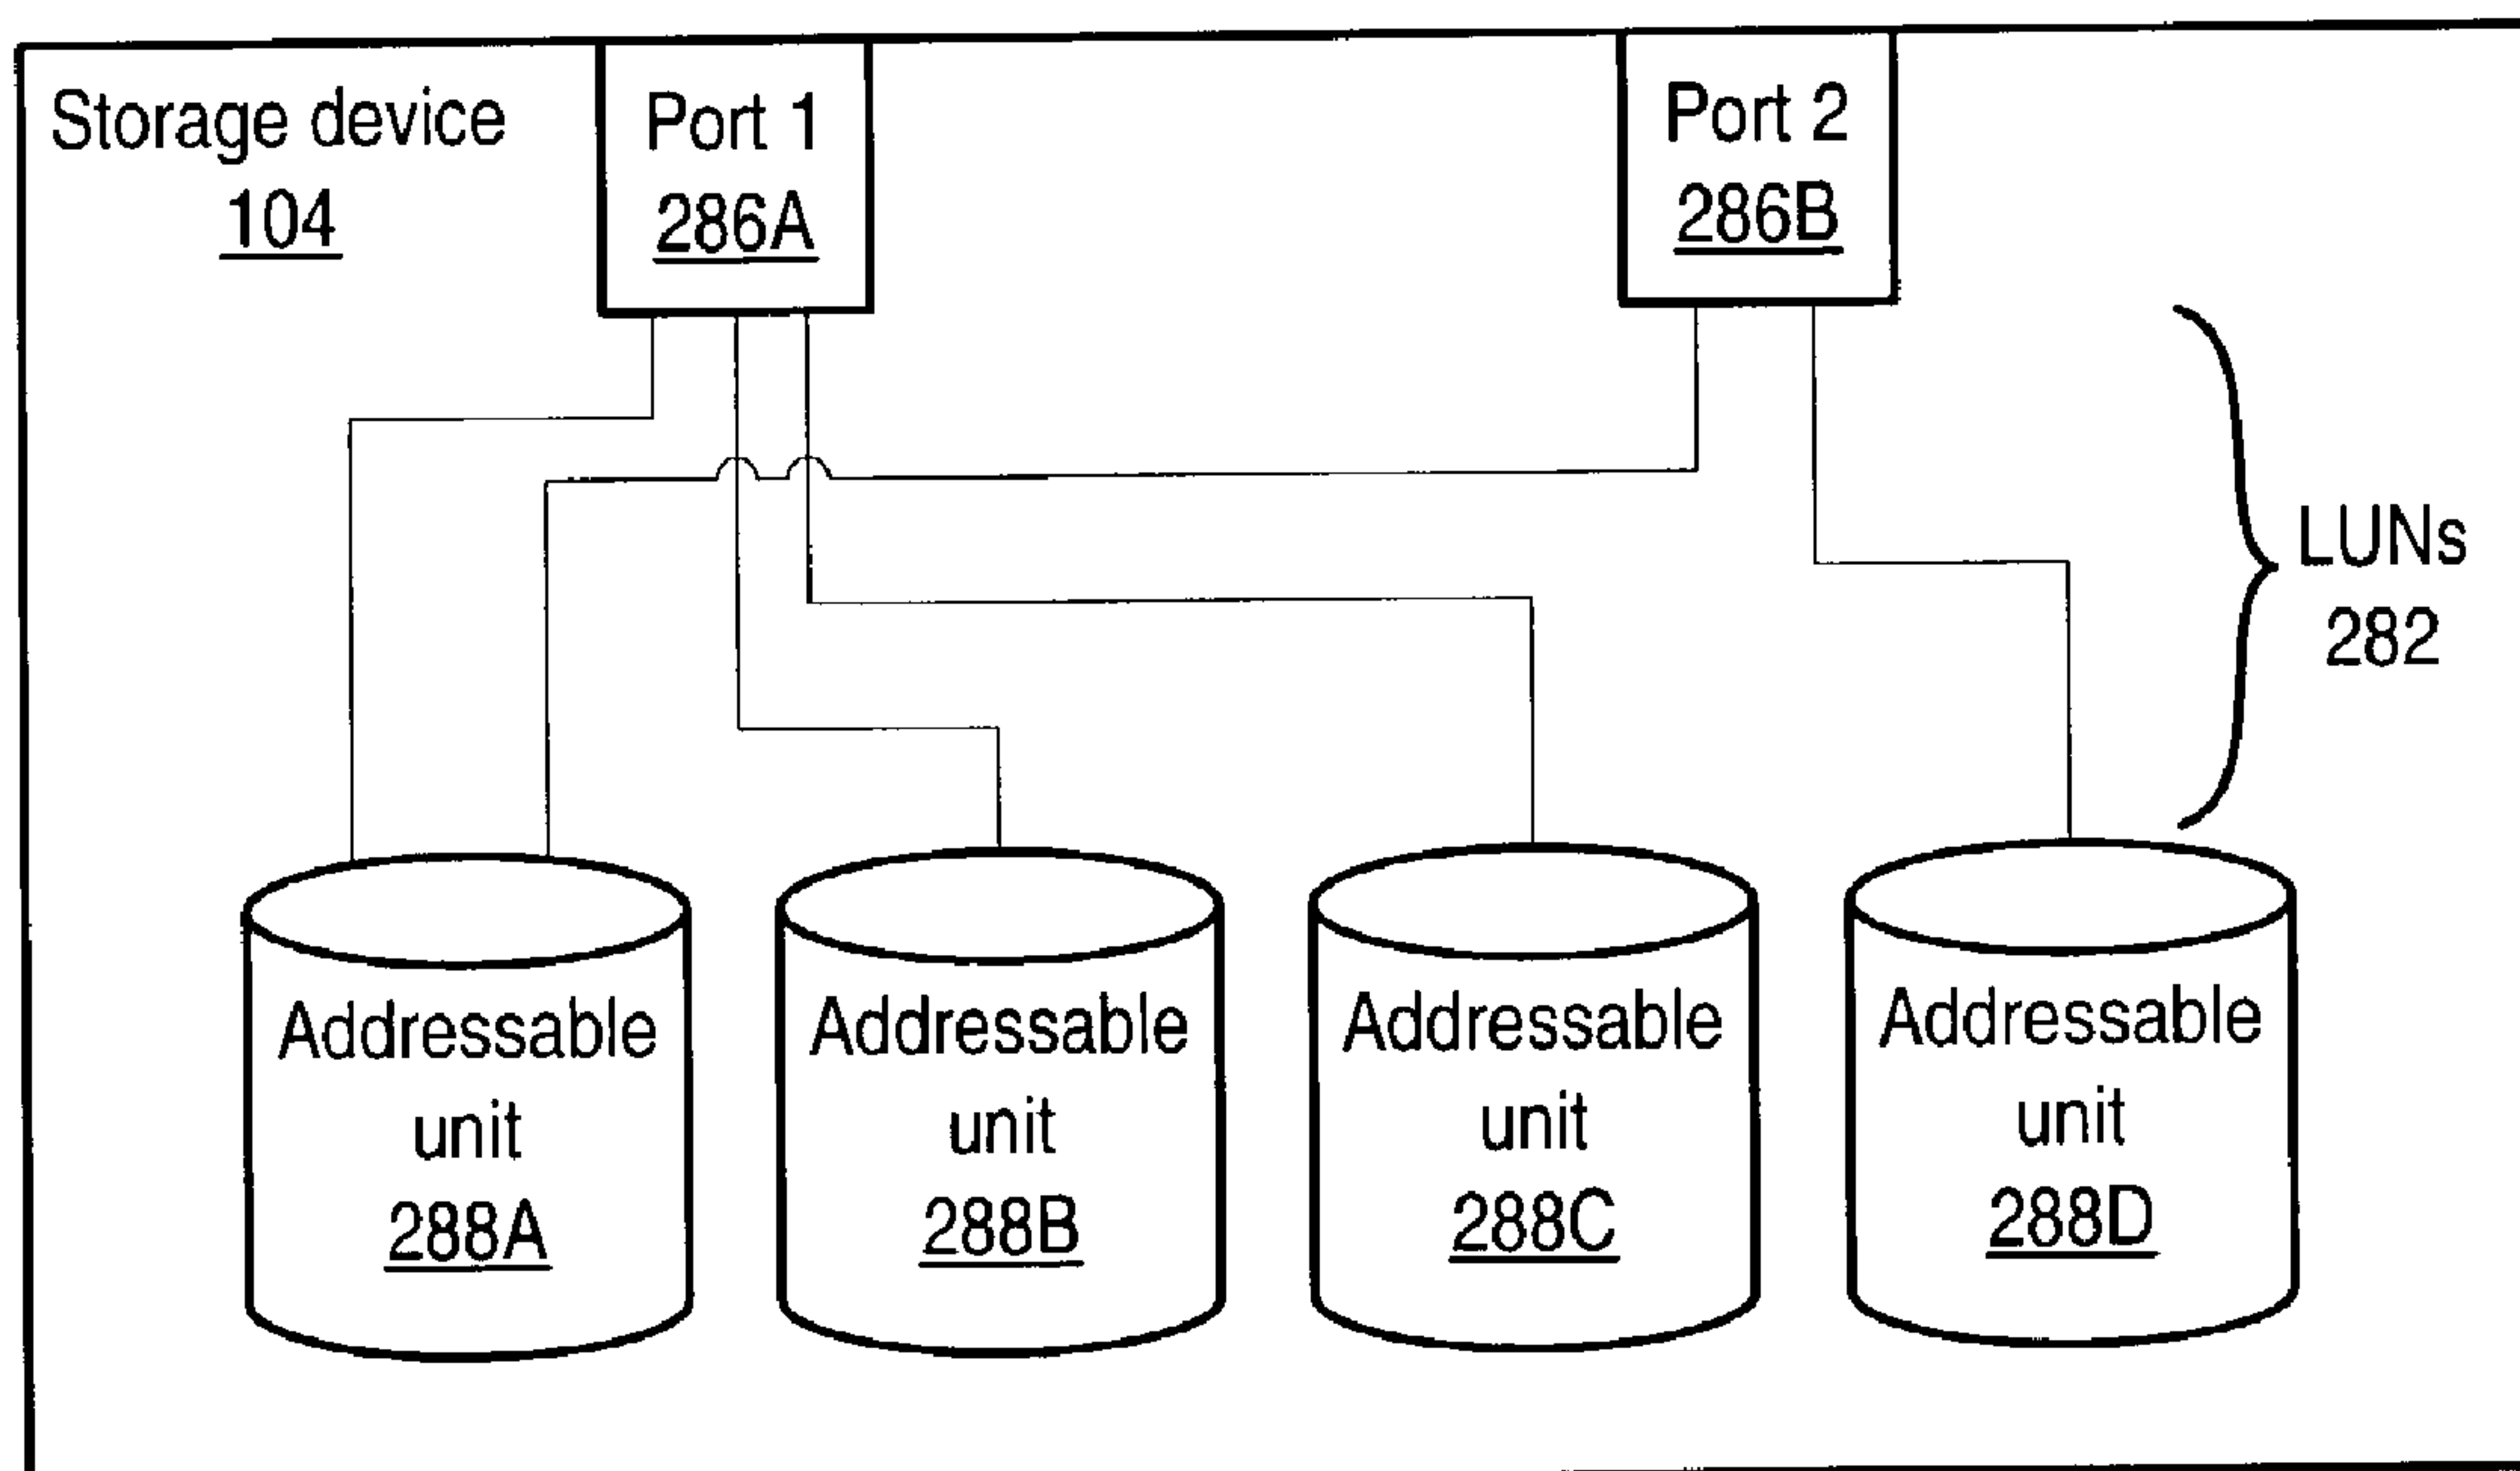 Storage device
104
Port 1
286A
Port 2
286B
LUNs
282
Addressable
unit
288A
Addressable
unit
288B
Addressable
unit
288C
Addressable
unit
288D